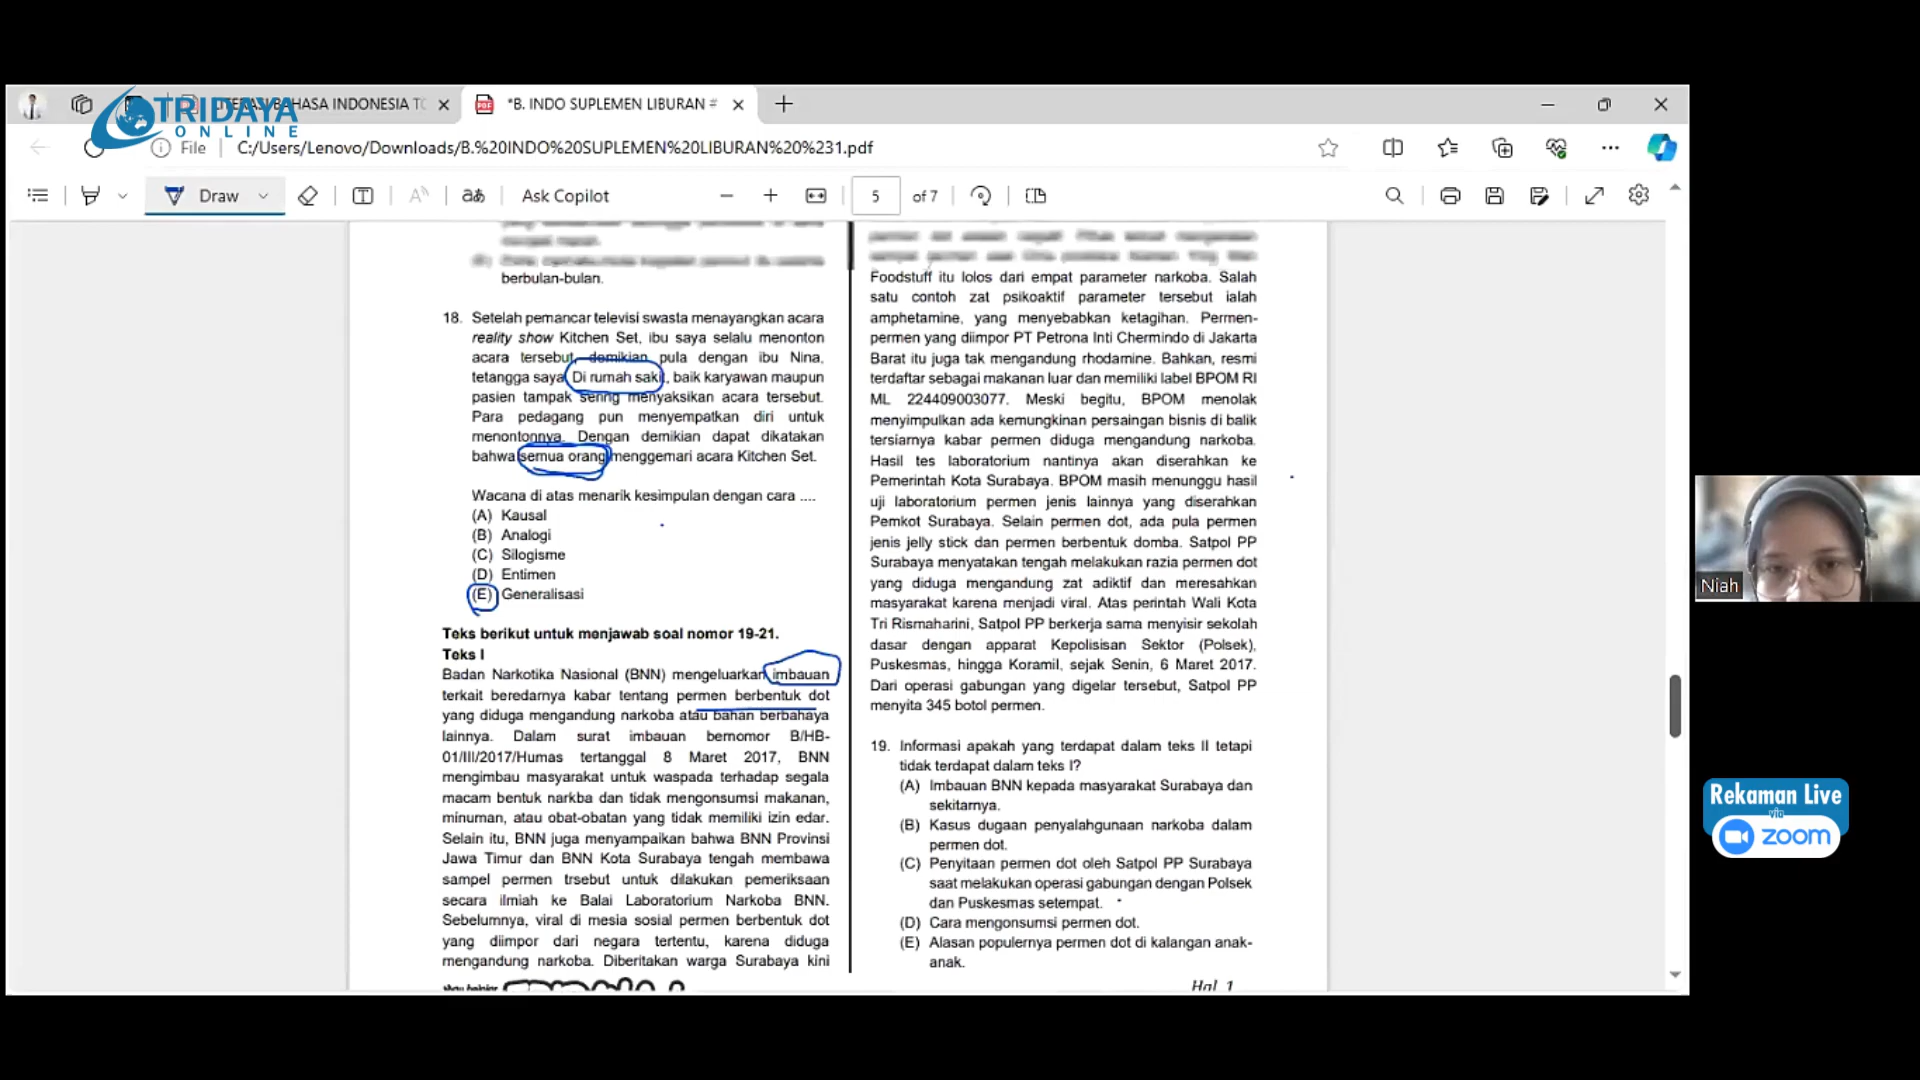 TRIDAYA
ONLINE
BAHASA INDONESIA
*B. INDO SUPLEMEN LIBURAN #
File
C:/Users/Lenovo/Downloads/B.%20INDO%20SUPLEMEN%20LIBURAN%20%231.pdf
Draw
Ask Copilot
5
of 7
berbulan-bulan.
18. Setelah pemancar televisi swasta menayangkan acara
reality show Kitchen Set, ibu saya selalu menonton
acara tersebut, demikian pula dengan ibu Nina,
tetangga saya Di rumah sakit, baik karyawan maupun
pasien tampak sering menyaksikan acara tersebut.
Para pedagang pun menyempatkan diri untuk
menontonnya. Dengan demikian dapat dikatakan
bahwa semua orang menggemari acara Kitchen Set.
Wacana di atas menarik kesimpulan dengan cara ....
(A) Kausal
(B) Analogi
(C) Silogisme
(D) Entimen
(E) Generalisasi
Teks berikut untuk menjawab soal nomor 19-21.
Teks I
Badan Narkotika Nasional (BNN) mengeluarkan imbauan
terkait beredarnya kabar tentang permen berbentuk dot
yang diduga mengandung narkoba atau bahan berbahaya
lainnya. Dalam surat imbauan bernomor B/HB-
01/III/2017/Humas tertanggal 8 Maret 2017, BNN
mengimbau masyarakat untuk waspada terhadap segala
macam bentuk narkba dan tidak mengonsumsi makanan,
minuman, atau obat-obatan yang tidak memiliki izin edar.
Selain itu, BNN juga menyampaikan bahwa BNN Provinsi
Jawa Timur dan BNN Kota Surabaya tengah membawa
sampel permen trsebut untuk dilakukan pemeriksaan
secara ilmiah ke Balai Laboratorium Narkoba BNN.
Sebelumnya, viral di mesia sosial permen berbentuk dot
yang diimpor dari negara tertentu, karena diduga
mengandung narkoba. Diberitakan warga Surabaya kini
Foodstuff itu lolos dari empat parameter narkoba. Salah
satu contoh zat psikoaktif parameter tersebut ialah
amphetamine, yang menyebabkan ketagihan. Permen-
permen yang diimpor PT Petrona Inti Chermindo di Jakarta
Barat itu juga tak mengandung rhodamine. Bahkan, resmi
terdaftar sebagai makanan luar dan memiliki label BPOM RI
ML 224409003077. Meski begitu, BPOM menolak
menyimpulkan ada kemungkinan persaingan bisnis di balik
tersiarnya kabar permen diduga mengandung narkoba.
Hasil tes laboratorium nantinya akan diserahkan ke
Pemerintah Kota Surabaya. BPOM masih menunggu hasil
uji laboratorium permen jenis lainnya yang diserahkan
Pemkot Surabaya. Selain permen dot, ada pula permen
jenis jelly stick dan permen berbentuk domba. Satpol PP
Surabaya menyatakan tengah melakukan razia permen dot
yang diduga mengandung zat adiktif dan meresahkan
masyarakat karena menjadi viral. Atas perintah Wali Kota
Tri Rismaharini, Satpol PP berkerja sama menyisir sekolah
dasar dengan apparat Kepolisisan Sektor (Polsek),
Puskesmas, hingga Koramil, sejak Senin, 6 Maret 2017.
Dari operasi gabungan yang digelar tersebut, Satpol PP
menyita 345 botol permen.
19. Informasi apakah yang terdapat dalam teks II tetapi
tidak terdapat dalam teks I?
(A) Imbauan BNN kepada masyarakat Surabaya dan
sekitarnya.
(B) Kasus dugaan penyalahgunaan narkoba dalam
permen dot.
(C) Penyitaan permen dot oleh Satpol PP Surabaya
saat melakukan operasi gabungan dengan Polsek
dan Puskesmas setempat.
(D) Cara mengonsumsi permen dot.
(E) Alasan populernya permen dot di kalangan anak-
anak.
Hal 1
Niah
Rekaman Live
via
zoom